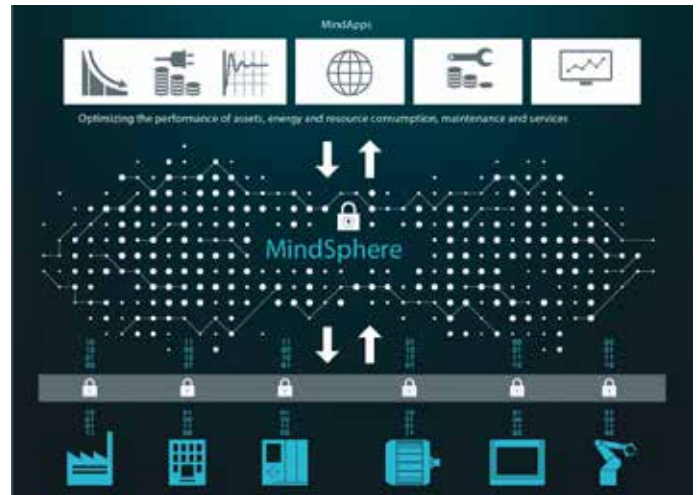 MindApps
Optimizing the performance of assets, energy and resource consumption, maintenance and services
MindSphere